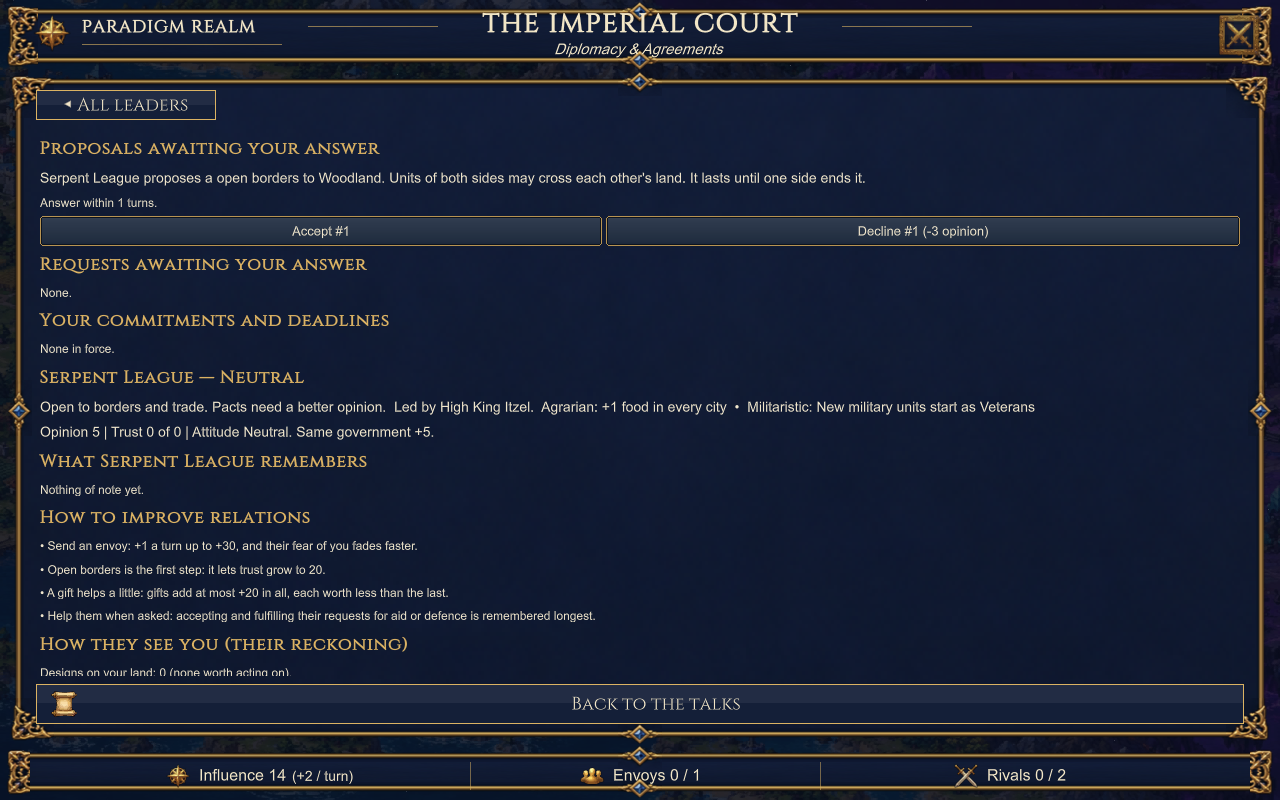 PARADIGM REALM
THE IMPERIAL COURT
Diplomacy & Agreements
◂ ALL LEADERS
PROPOSALS AWAITING YOUR ANSWER
Serpent League proposes a open borders to Woodland. Units of both sides may cross each other's land. It lasts until one side ends it.
Answer within 1 turns.
Accept #1
Decline #1 (-3 opinion)
REQUESTS AWAITING YOUR ANSWER
None.
YOUR COMMITMENTS AND DEADLINES
None in force.
SERPENT LEAGUE — NEUTRAL
Open to borders and trade. Pacts need a better opinion. Led by High King Itzel. Agrarian: +1 food in every city • Militaristic: New military units start as Veterans
Opinion 5 | Trust 0 of 0 | Attitude Neutral. Same government +5.
WHAT SERPENT LEAGUE REMEMBERS
Nothing of note yet.
HOW TO IMPROVE RELATIONS
• Send an envoy: +1 a turn up to +30, and their fear of you fades faster.
• Open borders is the first step: it lets trust grow to 20.
• A gift helps a little: gifts add at most +20 in all, each worth less than the last.
• Help them when asked: accepting and fulfilling their requests for aid or defence is remembered longest.
HOW THEY SEE YOU (THEIR RECKONING)
Designs on your land: 0 (none worth acting on)
BACK TO THE TALKS
Influence 14 (+2 / turn)
Envoys 0 / 1
Rivals 0 / 2